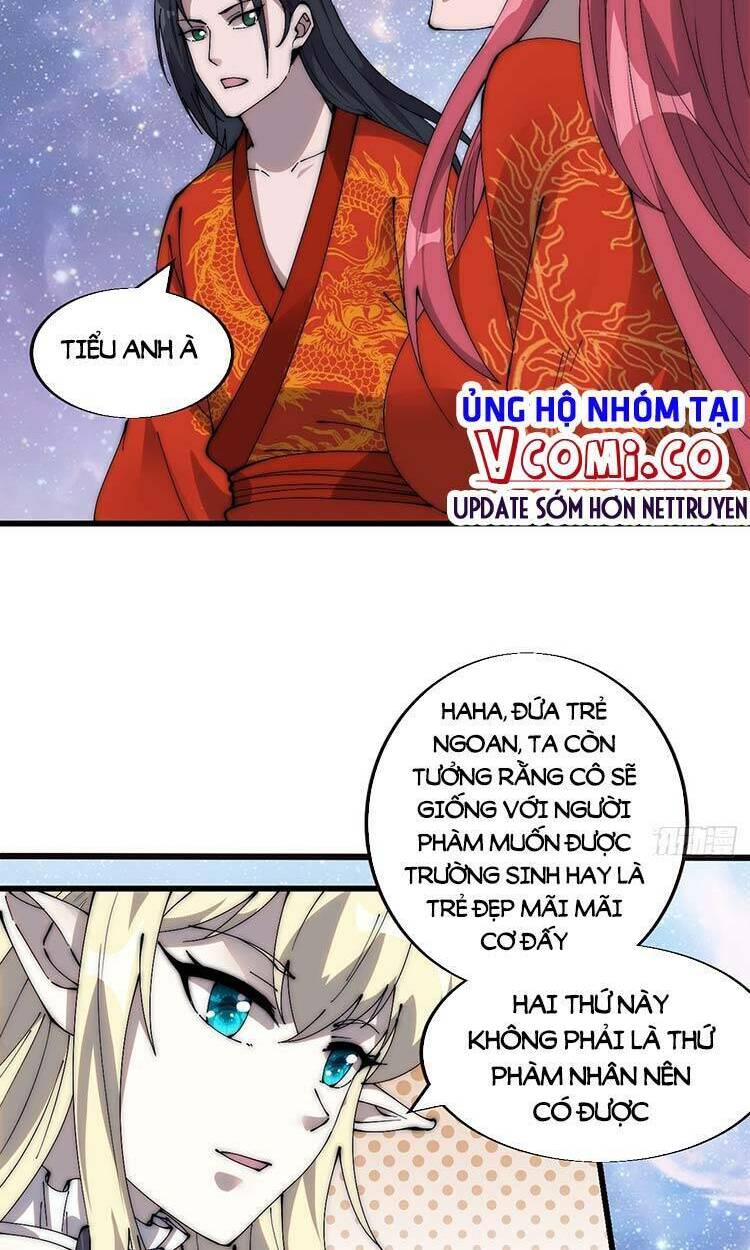 TIỂU ANH À
ỦNG HỘ NHÓM TẠI
VCOMI.CO
UPDATE SỚM HƠN NETTRUYEN
HAHA, ĐỨA TRẺ
NGOAN, TA CÒN
TƯỞNG RẰNG CÔ SẼ
GIỐNG VỚI NGƯỜI
PHÀM MUỐN ĐƯỢC
TRƯỜNG SINH HAY LÀ
TRẺ ĐẸP MÃI MÃI
CƠ ĐẤY
HAI THỨ NÀY
KHÔNG PHẢI LÀ THỨ
PHÀM NHÂN NÊN
CÓ ĐƯỢC